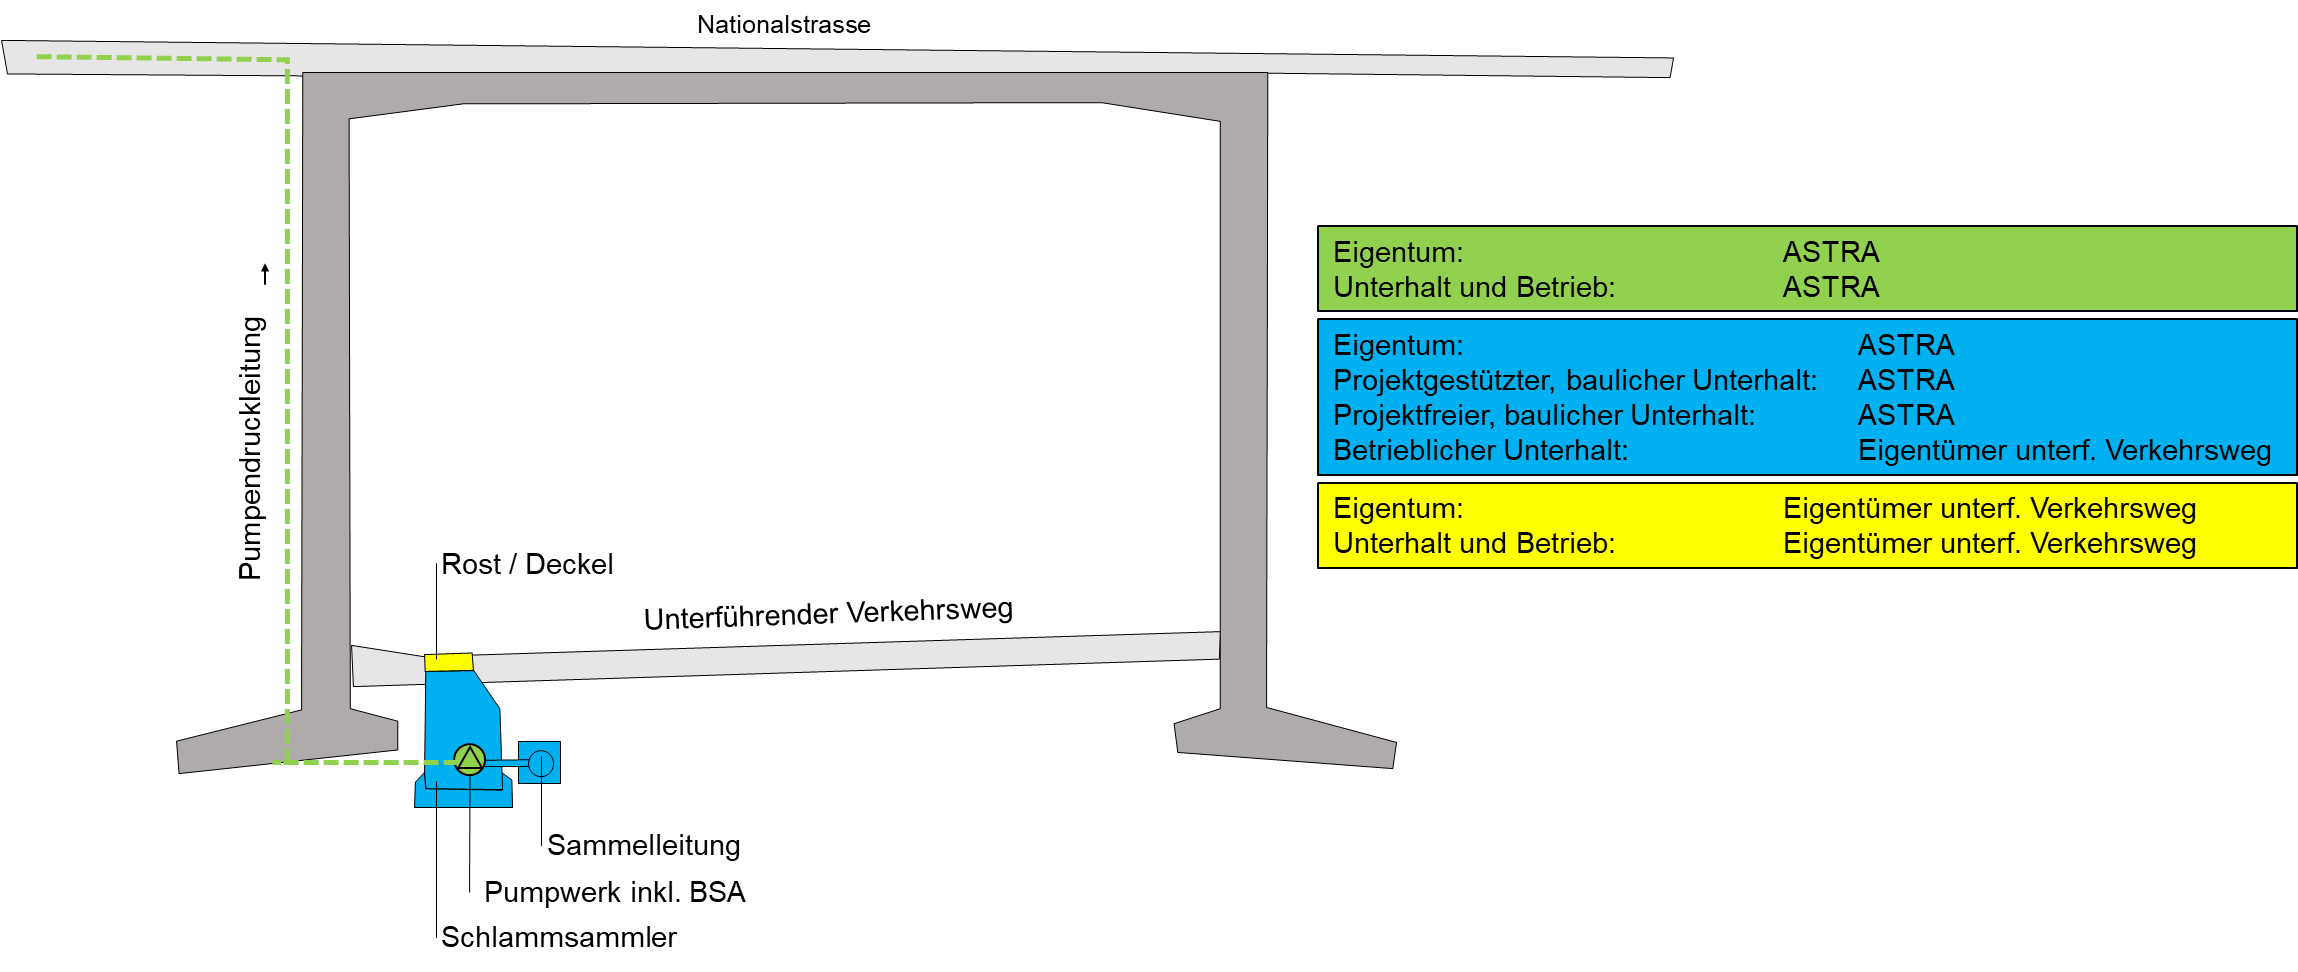 Nationalstrasse
Pumpendruckleitung
Eigentum: ASTRA
Unterhalt und Betrieb: ASTRA
Eigentum: ASTRA
Projektgestützter, baulicher Unterhalt: ASTRA
Projektfreier, baulicher Unterhalt: ASTRA
Betrieblicher Unterhalt: Eigentümer unterf. Verkehrsweg
Eigentum: Eigentümer unterf. Verkehrsweg
Unterhalt und Betrieb: Eigentümer unterf. Verkehrsweg
Rost / Deckel
Unterführender Verkehrsweg
Sammelleitung
Pumpwerk inkl. BSA
Schlammsammler